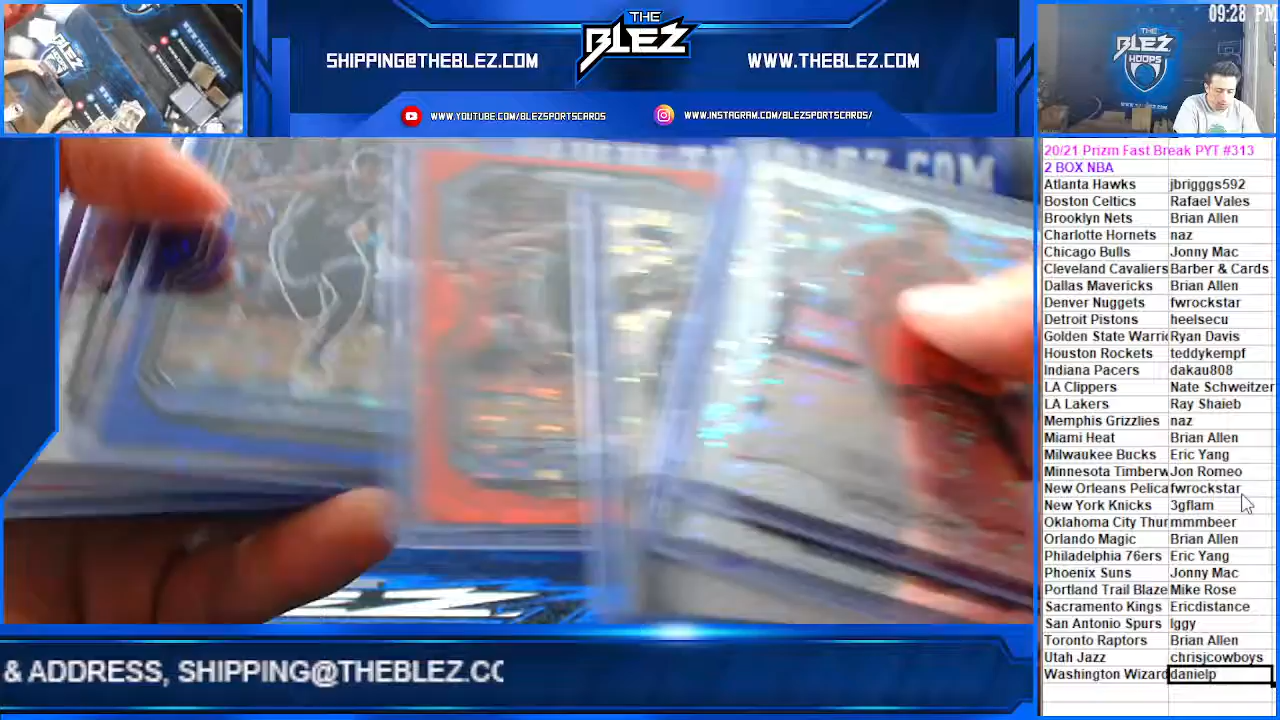 09:28 PM
THE
BLEZ
SHIPPING@THEBLEZ.COM
WWW.THEBLEZ.COM
WWW.YOUTUBE.COM/BLEZSPORTSCARDS
WWW.INSTAGRAM.COM/BLEZSPORTSCARDS/
THE
BLEZ
HOOPS
20/21 Prizm Fast Break PYT #313
2 BOX NBA
Atlanta Hawks jbrigggs592
Boston Celtics Rafael Vales
Brooklyn Nets Brian Allen
Charlotte Hornets naz
Chicago Bulls Jonny Mac
Cleveland Cavaliers Barber & Cards
Dallas Mavericks Brian Allen
Denver Nuggets fwrockstar
Detroit Pistons heelsecu
Golden State Warri Ryan Davis
Houston Rockets teddykempf
Indiana Pacers dakau808
LA Clippers Nate Schweitzer
LA Lakers Ray Shaieb
Memphis Grizzlies naz
Miami Heat Brian Allen
Milwaukee Bucks Eric Yang
Minnesota Timberw Jon Romeo
New Orleans Pelica fwrockstar
New York Knicks 3gflam
Oklahoma City Thur mmmbeer
Orlando Magic Brian Allen
Philadelphia 76ers Eric Yang
Phoenix Suns Jonny Mac
Portland Trail Blaze Mike Rose
Sacramento Kings Ericdistance
San Antonio Spurs Iggy
Toronto Raptors Brian Allen
Utah Jazz chrisjcowboys
Washington Wizard danielp
.COM
& ADDRESS, SHIPPING@THEBLEZ.CO